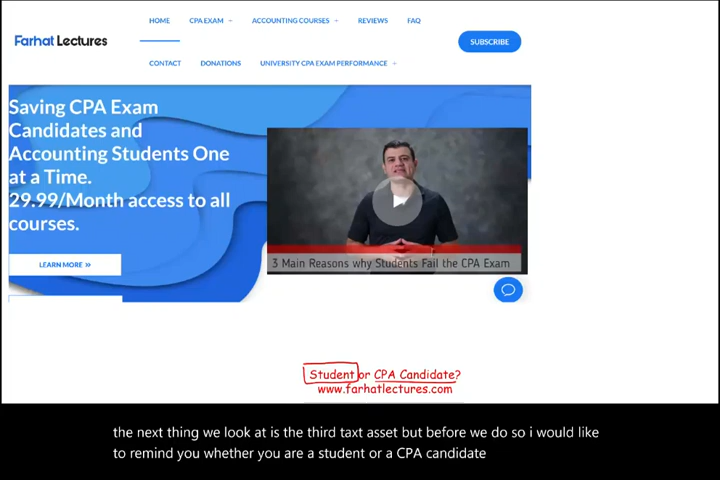 HOME
CPA EXAM
ACCOUNTING COURSES
REVIEWS
FAQ
Farhat Lectures
SUBSCRIBE
CONTACT
DONATIONS
UNIVERSITY CPA EXAM PERFORMANCE
Saving CPA Exam
Candidates and
Accounting Students One
at a Time.
29.99/Month access to all
courses.
LEARN MORE »
3 Main Reasons why Students Fail the CPA Exam
Student or CPA Candidate?
www.farhatlectures.com
the next thing we look at is the third taxt asset but before we do so i would like
to remind you whether you are a student or a CPA candidate